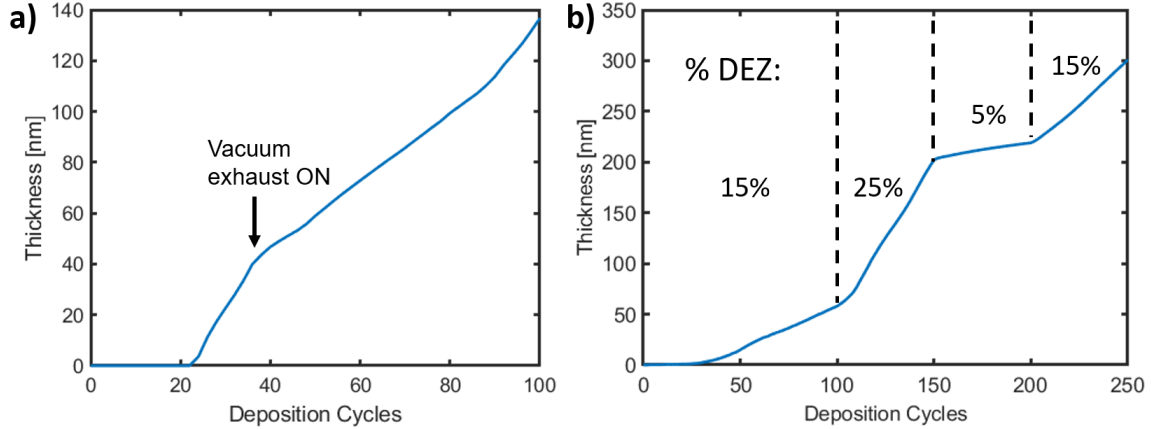 a)
140
120
100
80
60
40
20
0
Thickness [nm]
Vacuum
exhaust ON
0 20 40 60 80 100
Deposition Cycles
b)
350
300
250
200
150
100
50
0
Thickness [nm]
% DEZ:
15%
5%
15%
25%
0 50 100 150 200 250
Deposition Cycles